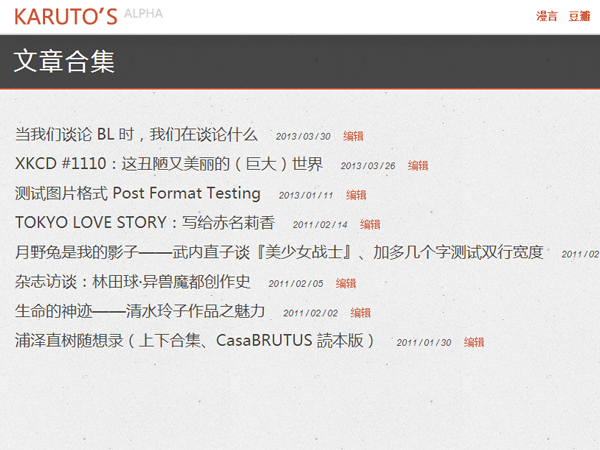 KARUTO'S ALPHA 漫言 豆瓣
文章合集
当我们谈论 BL 时，我们在谈论什么 2013/03/30 编辑
XKCD #1110：这丑陋又美丽的（巨大）世界 2013/03/26 编辑
测试图片格式 Post Format Testing 2013/01/11 编辑
TOKYO LOVE STORY：写给赤名莉香 2011/02/14 编辑
月野兔是我的影子——武内直子谈『美少女战士』、加多几个字测试双行宽度 2011/02
杂志访谈：林田球·异兽魔都创作史 2011/02/05 编辑
生命的神迹——清水玲子作品之魅力 2011/02/02 编辑
浦泽直树随想录（上下合集、CasaBRUTUS 読本版） 2011/01/30 编辑